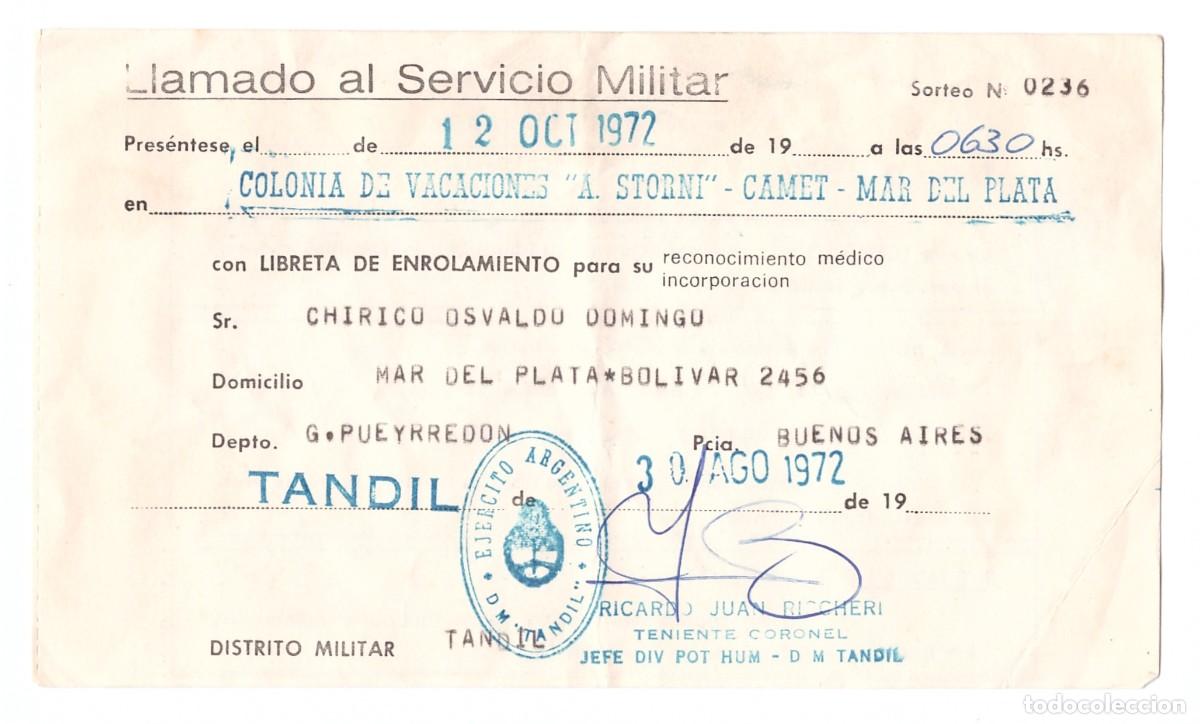 Llamado al Servicio Militar
Sorteo N: 0236
Preséntese, el ........ de 12 OCT 1972 de 19 ........ a las 0630 hs.
en COLONIA DE VACACIONES "A. STORNI" - CAMET - MAR DEL PLATA
con LIBRETA DE ENROLAMIENTO para su reconocimiento médico
incorporacion
Sr. CHIRICO OSVALDO DOMINGO
Domicilio MAR DEL PLATA*BOLIVAR 2456
Depto. G.PUEYRREDON Pcia. BUENOS AIRES
TANDIL de 30 AGO 1972 de 19
EJERCITO ARGENTINO
D M "TANDIL"
RICARDO JUAN RICCHERI
TENIENTE CORONEL
JEFE DIV POT HUM - D M TANDIL
DISTRITO MILITAR TANDIL
todocoleccion